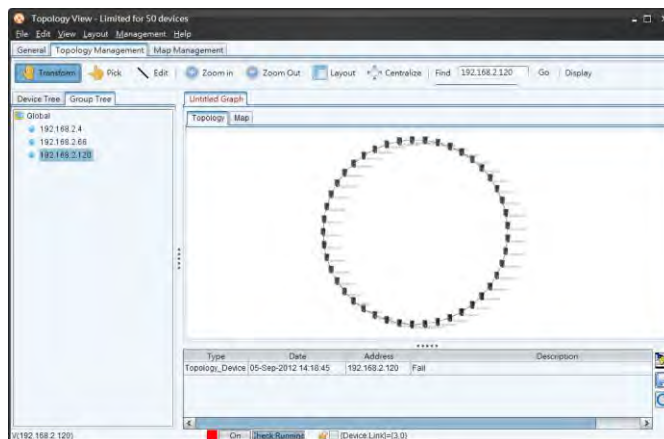 Topology View - Limited for 50 devices
File Edit View Layout Management Help
General Topology Management Map Management
Transform Pick Edit Zoom in Zoom Out Layout Centralize Find 192.168.2.120 Go Display
Device Tree Group Tree
Untitled Graph
Global
Topology Map
192.168.2.4
192.168.2.66
192.168.2.120
Type Date Address Description
Topology_Device 05-Sep-2012 14:16:45 192.168.2.120 Fail
V(192.168.2.120) On Check Running (Device,Link)=(3,0)